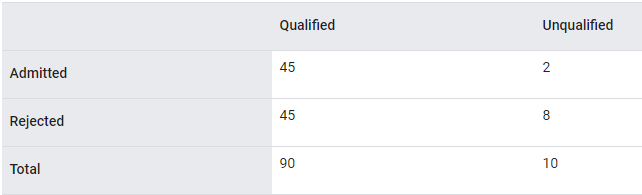 Qualified Unqualified
Admitted 45 2
Rejected 45 8
Total 90 10